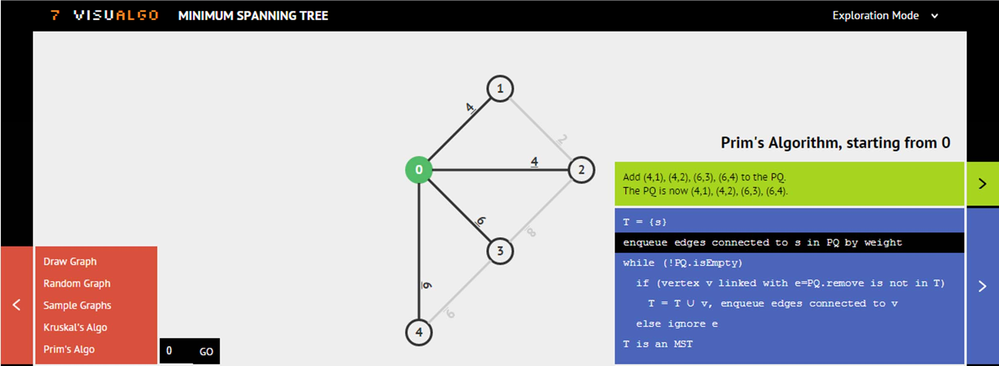 7 VISUALGO MINIMUM SPANNING TREE Exploration Mode
1
4
2
0
4
2
6
8
3
6
9
4
Prim's Algorithm, starting from 0
Add (4,1), (4,2), (6,3), (6,4) to the PQ.
The PQ is now (4,1), (4,2), (6,3), (6,4).
T = {s}
enqueue edges connected to s in PQ by weight
while (!PQ.isEmpty)
if (vertex v linked with e=PQ.remove is not in T)
T = T ∪ v, enqueue edges connected to v
else ignore e
T is an MST
Draw Graph
Random Graph
Sample Graphs
Kruskal's Algo
Prim's Algo
0 GO